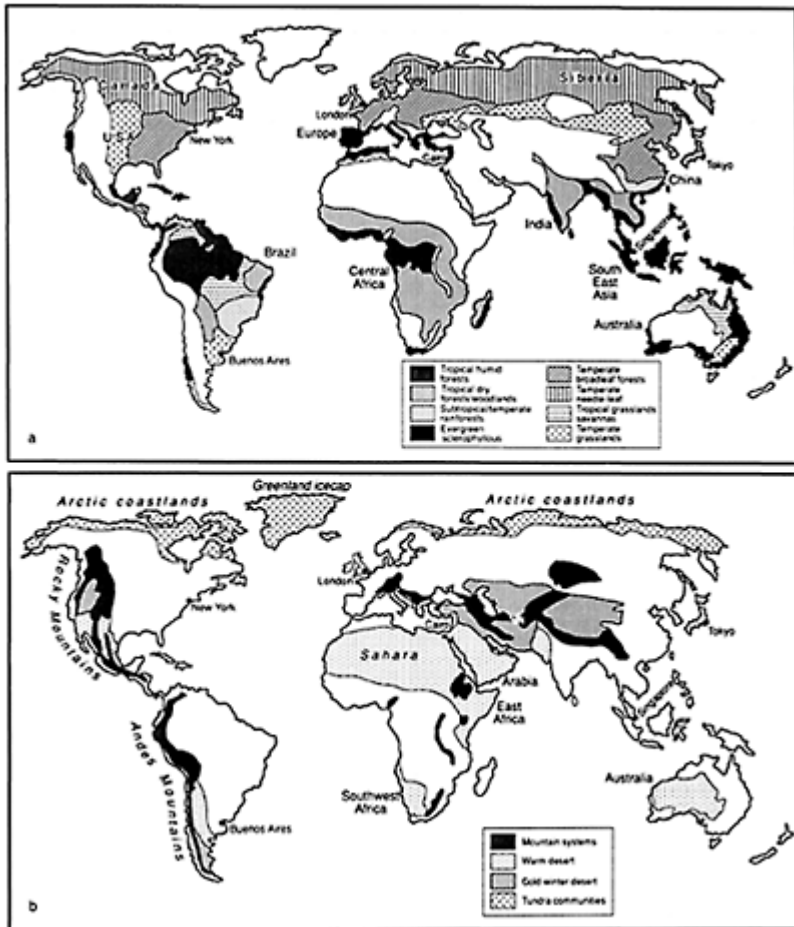 Canada
Siberia
London
Europe
U.S.A.
New York
Cairo
Tokyo
China
India
Singapore
Brazil
Central
Africa
South
East
Asia
Australia
Buenos Aires
Tropical humid
forests
Tropical dry
forests/woodlands
Subtropical/temperate
rainforests
Evergreen
sclerophyllous
Temperate
broadleaf forests
Temperate
needle-leaf
Tropical grasslands
savannas
Temperate
grasslands
a
Greenland icecap
Arctic coastlands
Arctic coastlands
Rocky Mountains
London
New York
Cairo
Tokyo
Sahara
Arabia
Singapore
East
Africa
Andes Mountains
Southwest
Africa
Australia
Buenos Aires
Mountain systems
Warm desert
Cold winter desert
Tundra communities
b